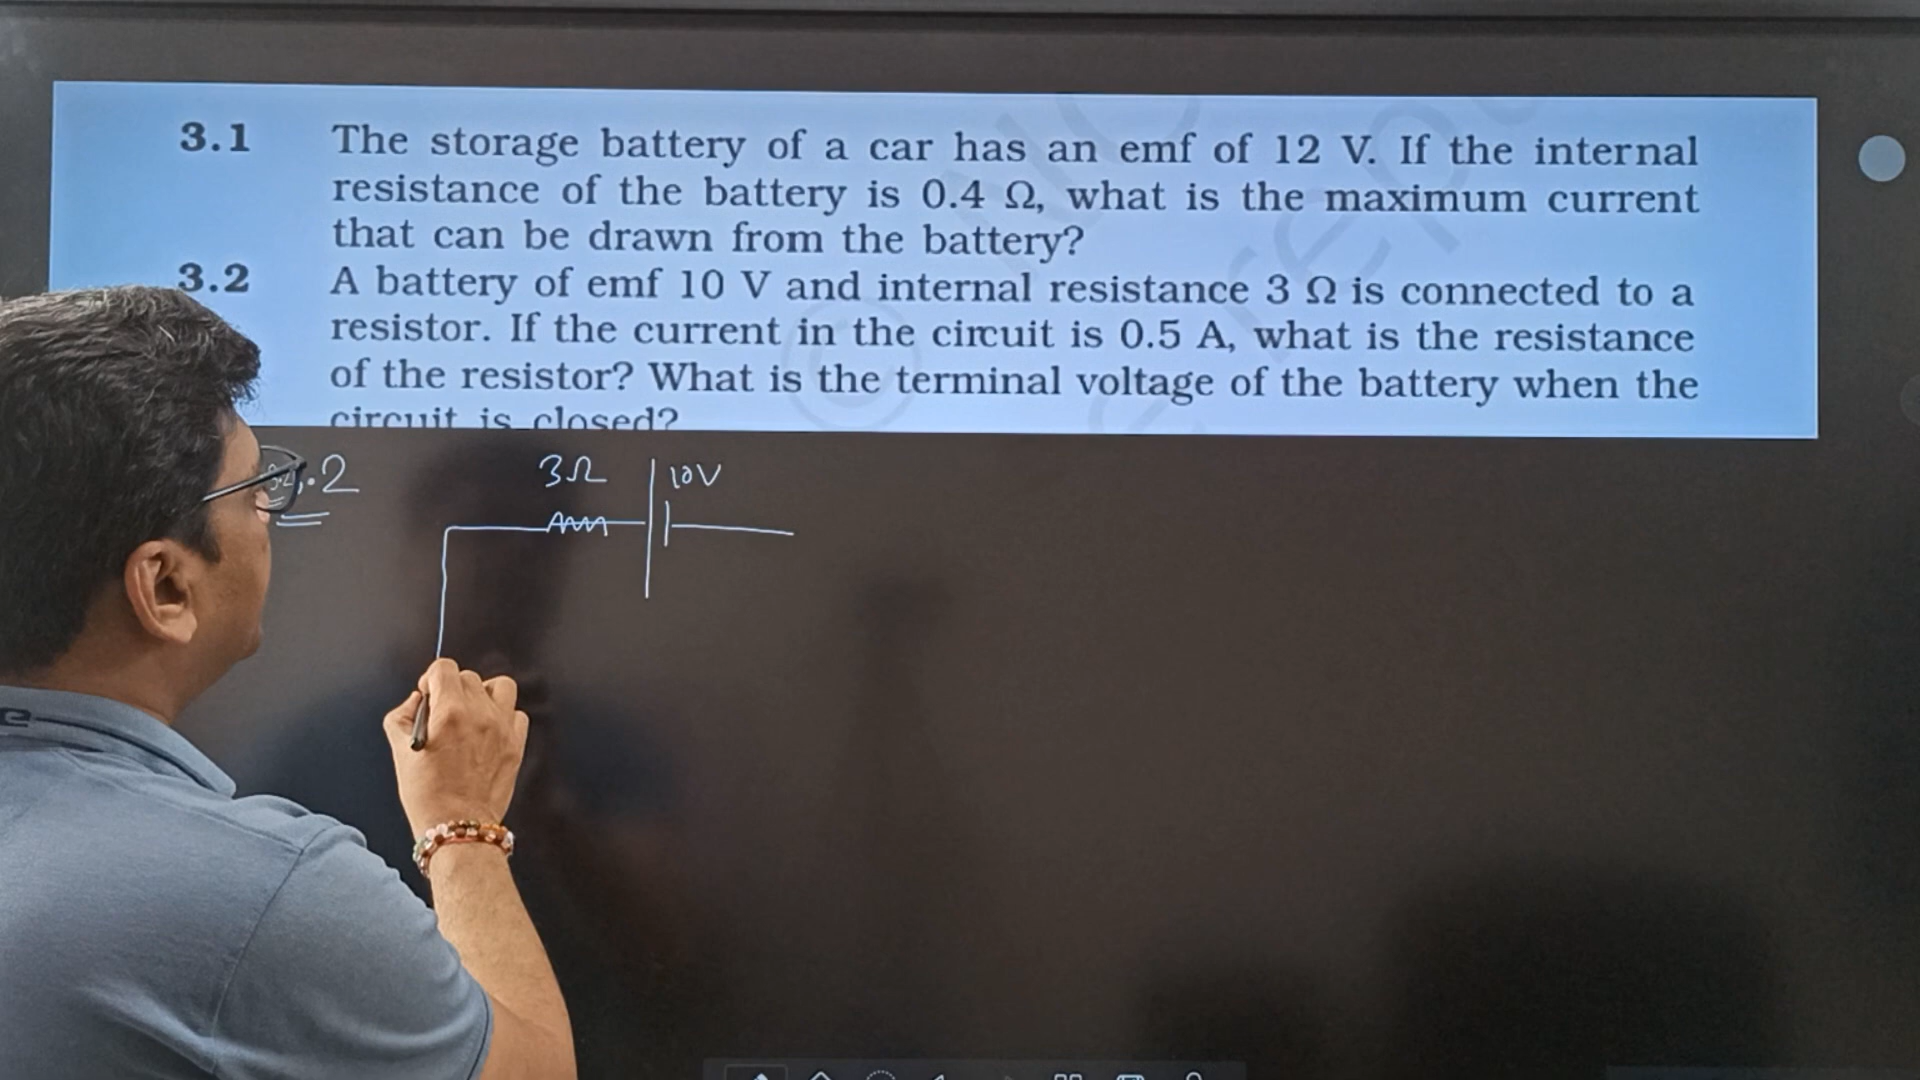 3.1 The storage battery of a car has an emf of 12 V. If the internal
resistance of the battery is 0.4 Ω, what is the maximum current
that can be drawn from the battery?
3.2 A battery of emf 10 V and internal resistance 3 Ω is connected to a
resistor. If the current in the circuit is 0.5 A, what is the resistance
of the resistor? What is the terminal voltage of the battery when the
circuit is closed?
.2
3Ω 10V